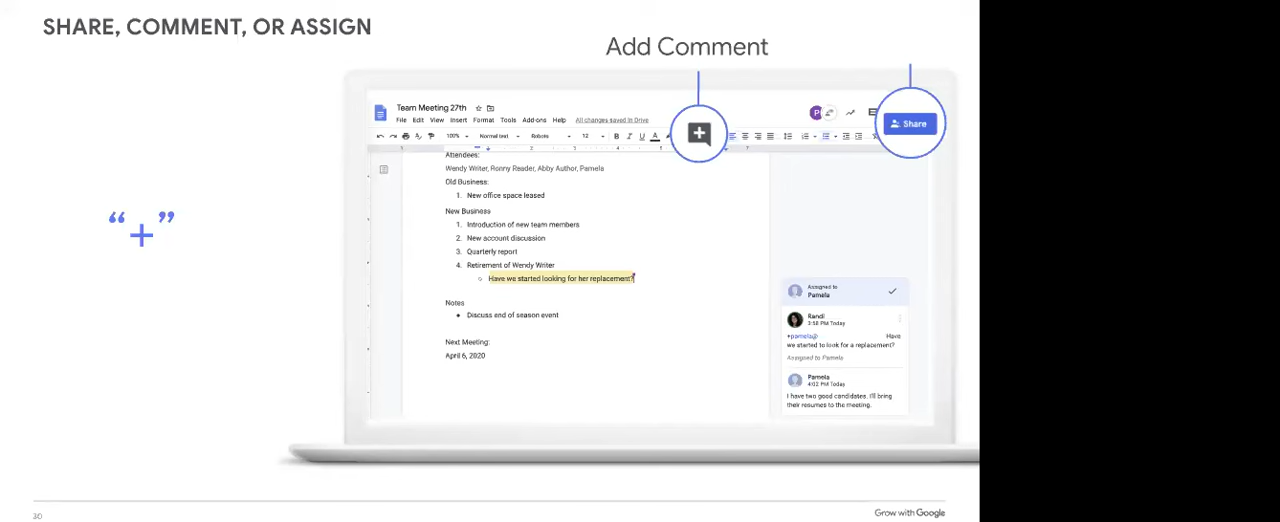 SHARE, COMMENT, OR ASSIGN
Add Comment
Team Meeting 27th
File Edit View Insert Format Tools Add-ons Help All changes saved in Drive
P
Share
100% Normal text Roboto 12 B I U A
Attendees:
Wendy Writer, Ronny Reader, Abby Author, Pamela
Old Business:
1. New office space leased
New Business
1. Introduction of new team members
2. New account discussion
3. Quarterly report
4. Retirement of Wendy Writer
Have we started looking for her replacement?
Notes
Discuss end of season event
Next Meeting:
April 6, 2020
“+”
Assigned to
Pamela
Randi
3:58 PM Today
+pamela@ Have
we started to look for a replacement?
Assigned to Pamela
Pamela
4:02 PM Today
I have two good candidates. I'll bring
their resumes to the meeting.
30
Grow with Google